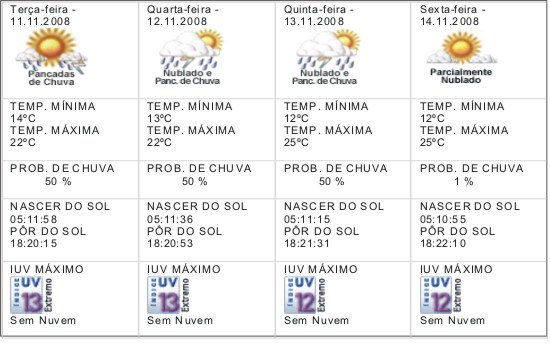 Terça-feira -
11.11.2008
Pancadas
de Chuva
TEMP. MÍNIMA
14ºC
TEMP. MÁXIMA
22ºC
PROB. DE CHUVA
50 %
NASCER DO SOL
05:11:58
PÔR DO SOL
18:20:15
IUV MÁXIMO
ÍNDICE
UV
13
Extremo
Sem Nuvem
Quarta-feira -
12.11.2008
Nublado e
Panc. de Chuva
TEMP. MÍNIMA
13ºC
TEMP. MÁXIMA
22ºC
PROB. DE CHUVA
50 %
NASCER DO SOL
05:11:36
PÔR DO SOL
18:20:53
IUV MÁXIMO
ÍNDICE
UV
13
Extremo
Sem Nuvem
Quinta-feira -
13.11.2008
Nublado e
Panc. de Chuva
TEMP. MÍNIMA
12ºC
TEMP. MÁXIMA
25ºC
PROB. DE CHUVA
50 %
NASCER DO SOL
05:11:15
PÔR DO SOL
18:21:31
IUV MÁXIMO
ÍNDICE
UV
12
Extremo
Sem Nuvem
Sexta-feira -
14.11.2008
Parcialmente
Nublado
TEMP. MÍNIMA
12ºC
TEMP. MÁXIMA
25ºC
PROB. DE CHUVA
1 %
NASCER DO SOL
05:10:55
PÔR DO SOL
18:22:10
IUV MÁXIMO
ÍNDICE
UV
12
Extremo
Sem Nuvem